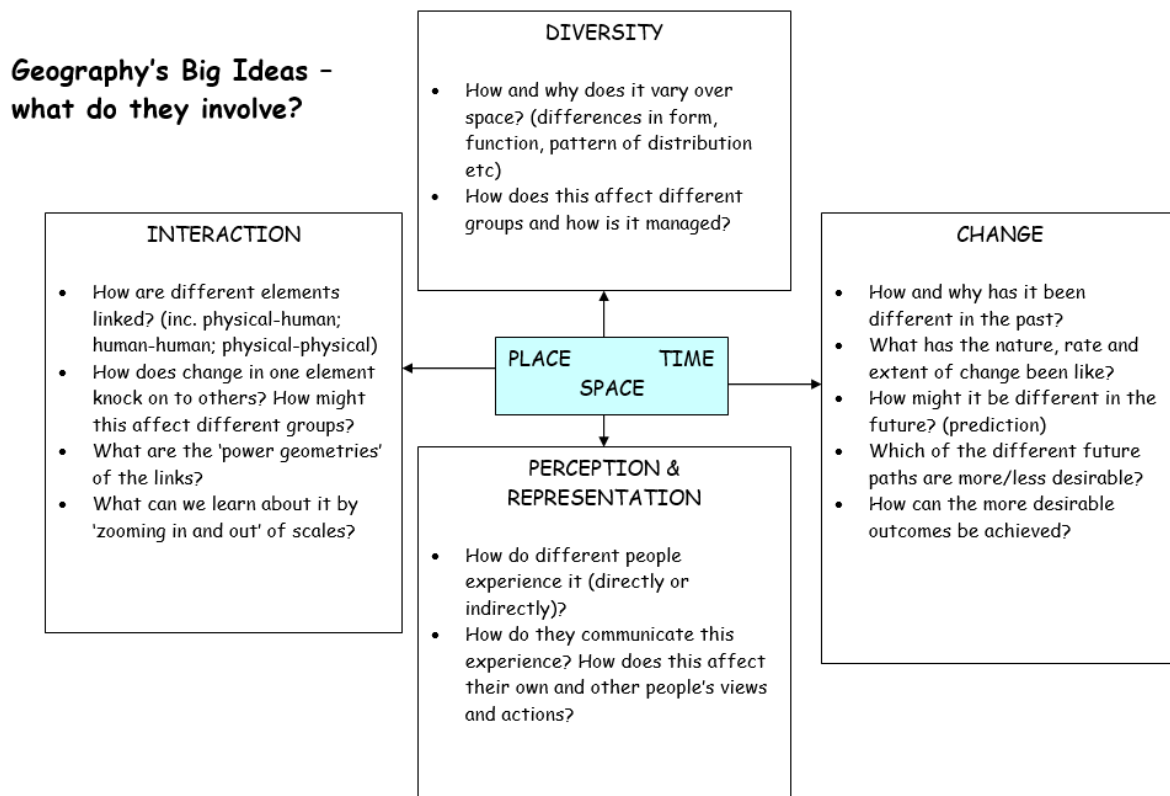 Geography's Big Ideas –
what do they involve?
DIVERSITY
• How and why does it vary over
space? (differences in form,
function, pattern of distribution
etc)
• How does this affect different
groups and how is it managed?
INTERACTION
• How are different elements
linked? (inc. physical-human;
human-human; physical-physical)
• How does change in one element
knock on to others? How might
this affect different groups?
• What are the 'power geometries'
of the links?
• What can we learn about it by
'zooming in and out' of scales?
PLACE TIME
SPACE
CHANGE
• How and why has it been
different in the past?
• What has the nature, rate and
extent of change been like?
• How might it be different in the
future? (prediction)
• Which of the different future
paths are more/less desirable?
• How can the more desirable
outcomes be achieved?
PERCEPTION &
REPRESENTATION
• How do different people
experience it (directly or
indirectly)?
• How do they communicate this
experience? How does this affect
their own and other people's views
and actions?